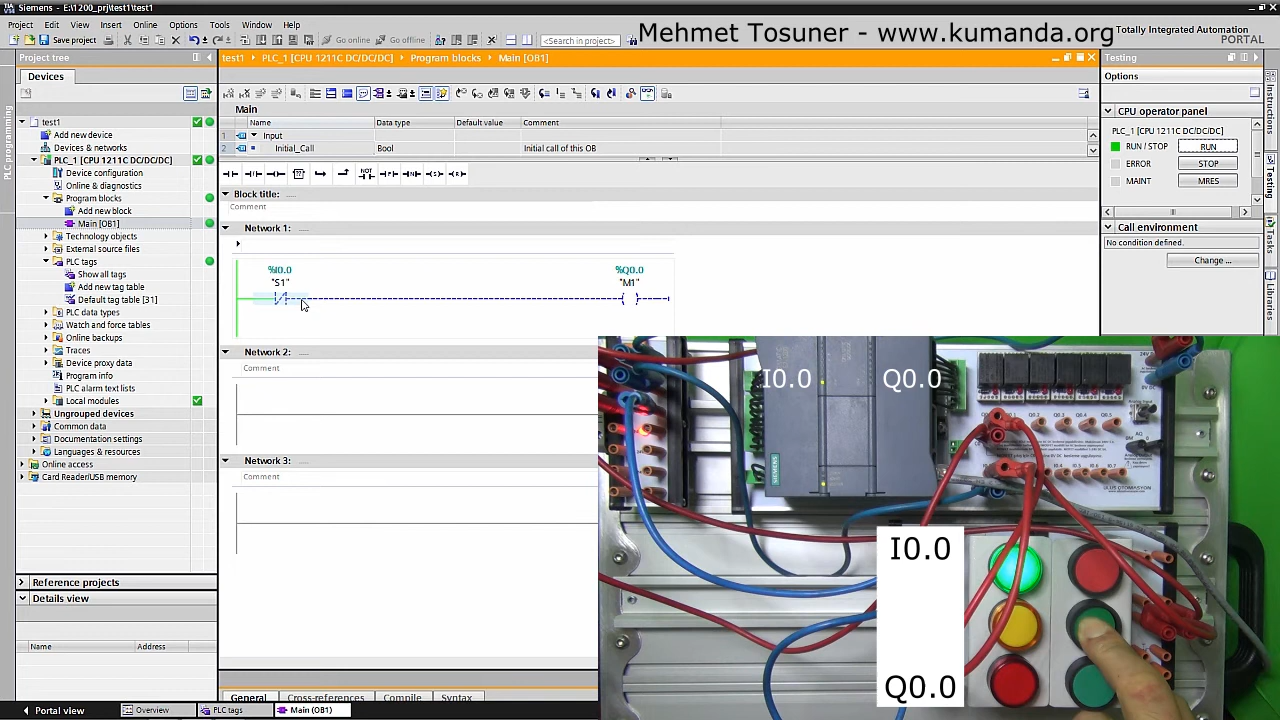 Siemens - E:\1200_prj\test1\test1
Mehmet Tosuner - www.kumanda.org
Project Edit View Insert Online Options Tools Window Help
Totally Integrated Automation
PORTAL
Save project
Go online
Go offline
<Search in project>
Project tree
test1
PLC_1 [CPU 1211C DC/DC/DC]
Program blocks
Main [OB1]
Testing
Devices
Options
PLC programming
test1
Add new device
Devices & networks
PLC_1 [CPU 1211C DC/DC/DC]
Device configuration
Online & diagnostics
Program blocks
Add new block
Main [OB1]
Technology objects
External source files
PLC tags
Show all tags
Add new tag table
Default tag table [31]
PLC data types
Watch and force tables
Online backups
Traces
Device proxy data
Program info
PLC alarm text lists
Local modules
Ungrouped devices
Common data
Documentation settings
Languages & resources
Online access
Card Reader/USB memory
Reference projects
Details view
Name
Address
Main
Name Data type Default value Comment
1 Input
2 Initial_Call Bool Initial call of this OB
Block title: .....
Comment
Network 1: .....
%I0.0
"S1"
%Q0.0
"M1"
Network 2: .....
Comment
Network 3: .....
Comment
CPU operator panel
PLC_1 [CPU 1211C DC/DC/DC]
RUN / STOP RUN
ERROR STOP
MAINT MRES
Call environment
No condition defined.
Change ...
Instructions
Testing
Tasks
Libraries
I0.0
Q0.0
SIEMENS
I0.0
Q0.0
General Cross-references Compile Syntax
Portal view
Overview
PLC tags
Main (OB1)